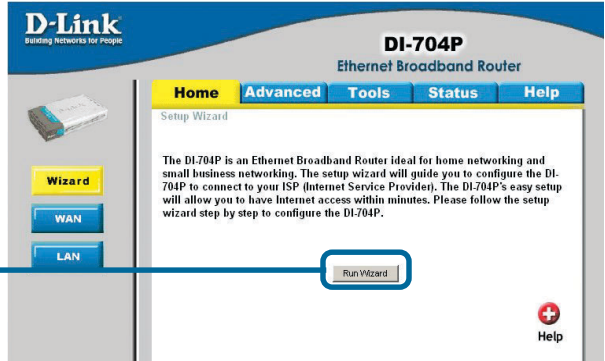 D-Link
Building Networks for People
DI-704P
Ethernet Broadband Router
Home Advanced Tools Status Help
Setup Wizard
The DI-704P is an Ethernet Broadband Router ideal for home networking and
small business networking. The setup wizard will guide you to configure the DI-
704P to connect to your ISP (Internet Service Provider). The DI-704P's easy setup
will allow you to have Internet access within minutes. Please follow the setup
wizard step by step to configure the DI-704P.
Wizard
WAN
LAN
Run Wizard
Help